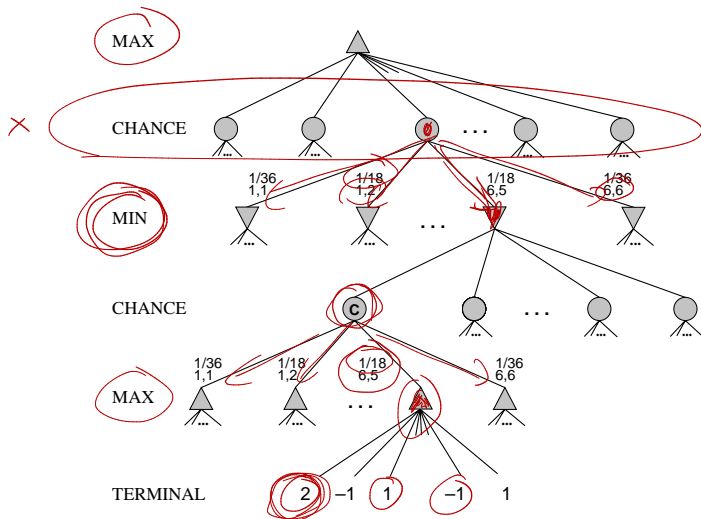 MAX
CHANCE
...
... ... ... ... ...
1/36 1/18 1/18 1/36
1,1 1,2 6,5 6,6
MIN
...
... ... ... ...
CHANCE
C
...
... ... ...
1/36 1/18 1/18 1/36
1,1 1,2 6,5 6,6
MAX
...
... ... ...
TERMINAL 2 –1 1 –1 1